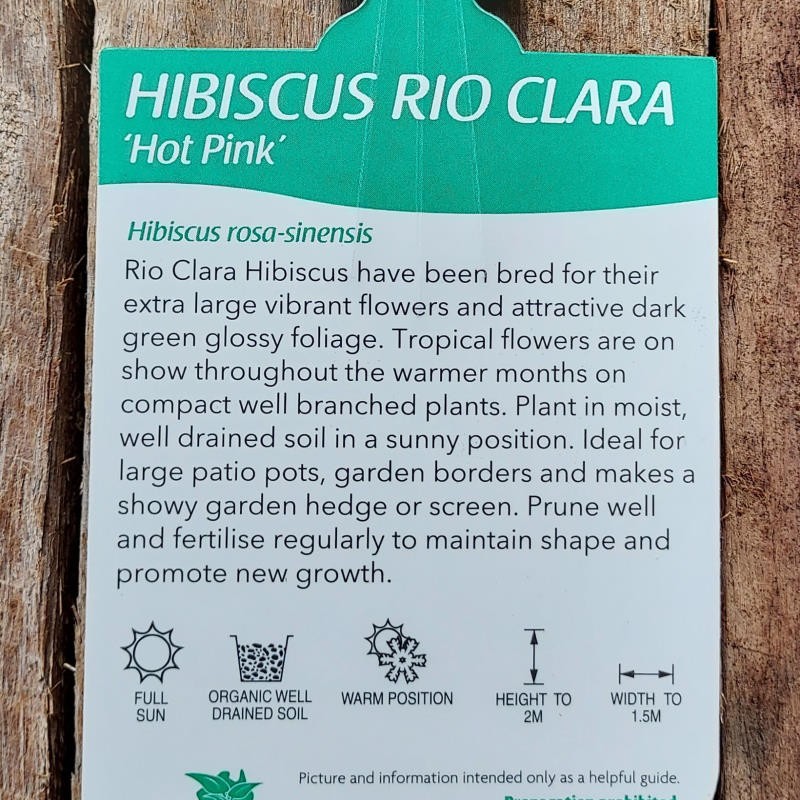 HIBISCUS RIO CLARA
‘Hot Pink’
Hibiscus rosa-sinensis
Rio Clara Hibiscus have been bred for their
extra large vibrant flowers and attractive dark
green glossy foliage. Tropical flowers are on
show throughout the warmer months on
compact well branched plants. Plant in moist,
well drained soil in a sunny position. Ideal for
large patio pots, garden borders and makes a
showy garden hedge or screen. Prune well
and fertilise regularly to maintain shape and
promote new growth.
FULL
SUN
ORGANIC WELL
DRAINED SOIL
WARM POSITION
HEIGHT TO
2M
WIDTH TO
1.5M
Picture and information intended only as a helpful guide.
Propagation prohibited